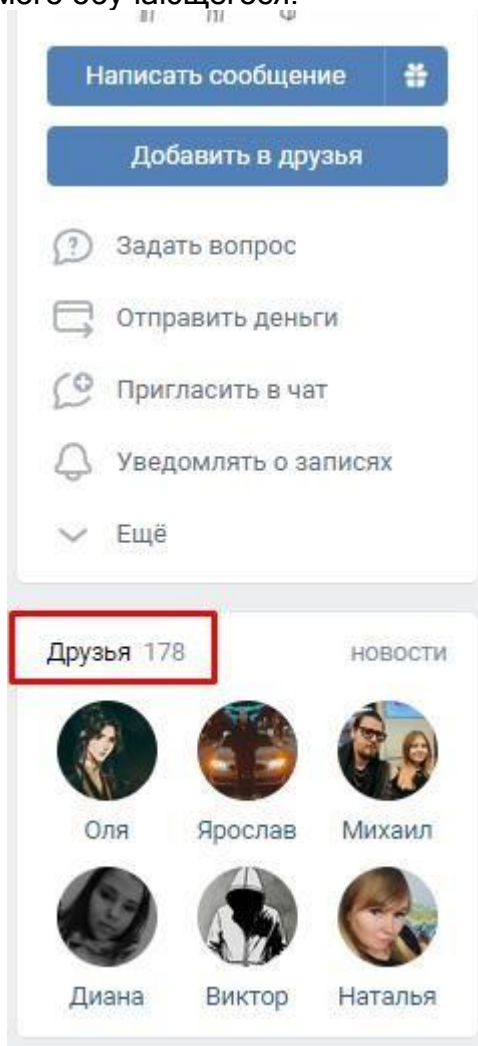 обучающегося.
Написать сообщение
Добавить в друзья
Задать вопрос
Отправить деньги
Пригласить в чат
Уведомлять о записях
Ещё
Друзья 178
новости
Оля Ярослав Михаил
Диана Виктор Наталья